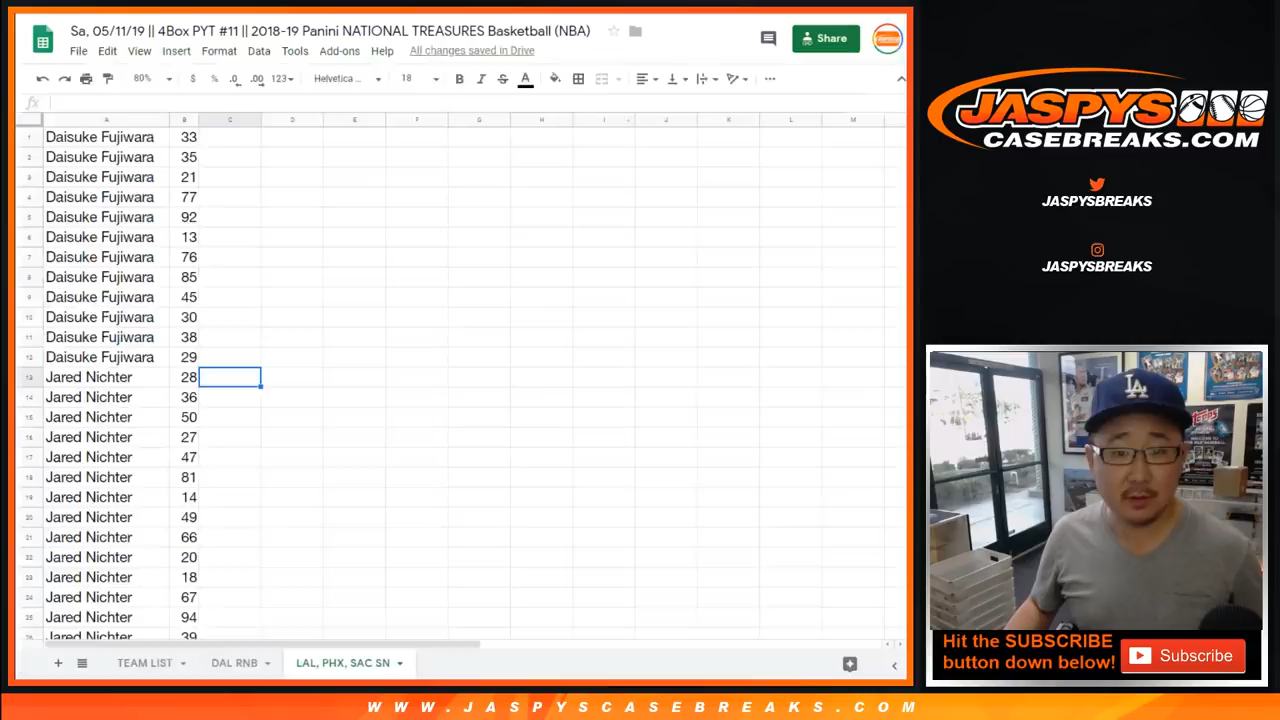 Sa, 05/11/19 || 4Box PYT #11 || 2018-19 Panini NATIONAL TREASURES Basketball (NBA)
File Edit View Insert Format Data Tools Add-ons Help All changes saved in Drive
Share
80% $ % .0 .00 123 Helvetica ... 18 B I S A
fx
A B C D E F G H I J K L M
1 Daisuke Fujiwara 33
2 Daisuke Fujiwara 35
3 Daisuke Fujiwara 21
4 Daisuke Fujiwara 77
5 Daisuke Fujiwara 92
6 Daisuke Fujiwara 13
7 Daisuke Fujiwara 76
8 Daisuke Fujiwara 85
9 Daisuke Fujiwara 45
10 Daisuke Fujiwara 30
11 Daisuke Fujiwara 38
12 Daisuke Fujiwara 29
13 Jared Nichter 28
14 Jared Nichter 36
15 Jared Nichter 50
16 Jared Nichter 27
17 Jared Nichter 47
18 Jared Nichter 81
19 Jared Nichter 14
20 Jared Nichter 49
21 Jared Nichter 66
22 Jared Nichter 20
23 Jared Nichter 18
24 Jared Nichter 67
25 Jared Nichter 94
26 Jared Nichter 39
TEAM LIST DAL RNB LAL, PHX, SAC SN
JASPYS
CASEBREAKS.COM
JASPYSBREAKS
JASPYSBREAKS
LA
TOPPS
Hit the SUBSCRIBE
button down below!
Subscribe
WWW.JASPYSCASEBREAKS.COM